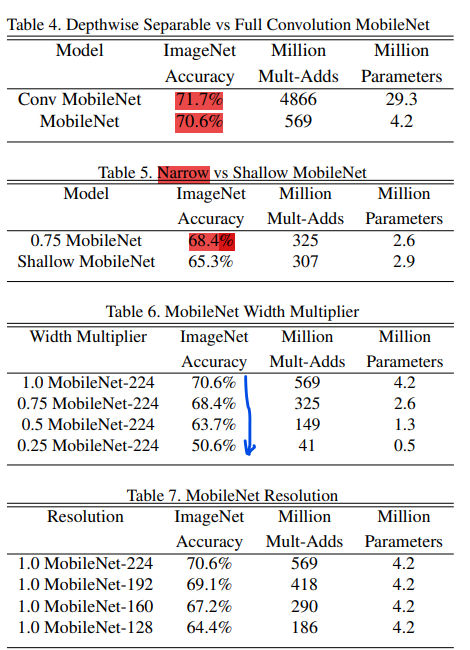 Table 4. Depthwise Separable vs Full Convolution MobileNet
Model ImageNet Million Million
Accuracy Mult-Adds Parameters
Conv MobileNet 71.7% 4866 29.3
MobileNet 70.6% 569 4.2
Table 5. Narrow vs Shallow MobileNet
Model ImageNet Million Million
Accuracy Mult-Adds Parameters
0.75 MobileNet 68.4% 325 2.6
Shallow MobileNet 65.3% 307 2.9
Table 6. MobileNet Width Multiplier
Width Multiplier ImageNet Million Million
Accuracy Mult-Adds Parameters
1.0 MobileNet-224 70.6% 569 4.2
0.75 MobileNet-224 68.4% 325 2.6
0.5 MobileNet-224 63.7% 149 1.3
0.25 MobileNet-224 50.6% 41 0.5
Table 7. MobileNet Resolution
Resolution ImageNet Million Million
Accuracy Mult-Adds Parameters
1.0 MobileNet-224 70.6% 569 4.2
1.0 MobileNet-192 69.1% 418 4.2
1.0 MobileNet-160 67.2% 290 4.2
1.0 MobileNet-128 64.4% 186 4.2